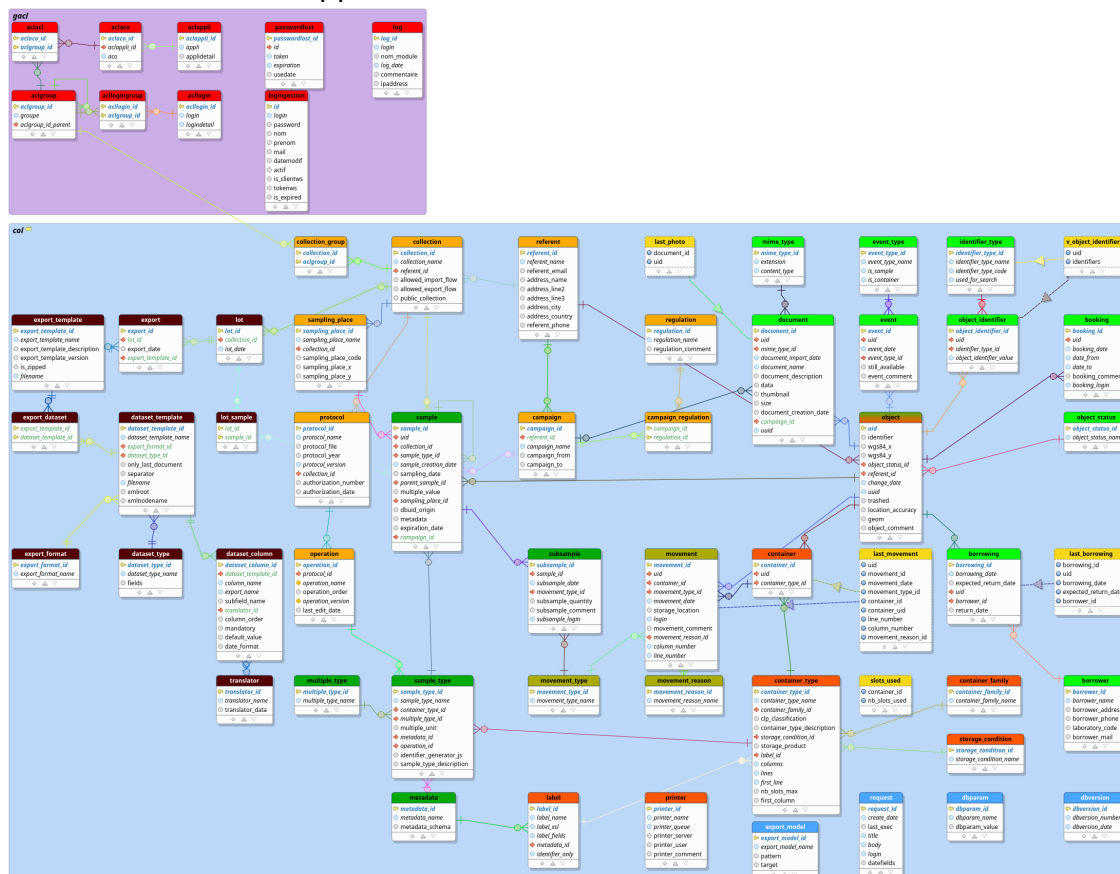 gacl
aclacl
aclaco_id
aclgroup_id
aclaco
aclaco_id
aclappli_id
aco
aclappli
aclappli_id
appli
applidetail
passwordlost
passwordlost_id
id
token
expiration
usedate
log
log_id
login
nom_module
log_date
commentaire
ipaddress
aclgroup
aclgroup_id
groupe
aclgroup_id_parent
acllogingroup
acllogin_id
aclgroup_id
acllogin
acllogin_id
login
logindetail
logingestion
id
login
password
nom
prenom
mail
datemodif
actif
is_clientws
tokenws
is_expired
col
collection_group
collection_id
aclgroup_id
collection
collection_id
collection_name
referent_id
allowed_import_flow
allowed_export_flow
public_collection
referent
referent_id
referent_name
referent_email
address_name
address_line2
address_line3
address_city
address_country
referent_phone
last_photo
document_id
uid
mime_type
mime_type_id
extension
content_type
event_type
event_type_id
event_type_name
is_sample
is_container
identifier_type
identifier_type_id
identifier_type_name
identifier_type_code
used_for_search
v_object_identifier
uid
identifiers
export_template
export_template_id
export_template_name
export_template_description
export_template_version
is_zipped
filename
export
export_id
lot_id
export_date
export_template_id
lot
lot_id
collection_id
lot_date
sampling_place
sampling_place_id
sampling_place_name
collection_id
sampling_place_code
sampling_place_x
sampling_place_y
regulation
regulation_id
regulation_name
regulation_comment
document
document_id
uid
mime_type_id
document_import_date
document_name
document_description
data
thumbnail
size
document_creation_date
campaign_id
uuid
event
event_id
uid
event_date
event_type_id
still_available
event_comment
object_identifier
object_identifier_id
uid
identifier_type_id
object_identifier_value
booking
booking_id
uid
booking_date
date_from
date_to
booking_comme
booking_login
export_dataset
export_template_id
dataset_template_id
dataset_template
dataset_template_id
dataset_template_name
export_format_id
dataset_type_id
only_last_document
separator
filename
xmlroot
xmlnodename
lot_sample
lot_id
sample_id
protocol
protocol_id
protocol_name
protocol_file
protocol_year
protocol_version
collection_id
authorization_number
authorization_date
sample
sample_id
uid
collection_id
sample_type_id
sample_creation_date
sampling_date
parent_sample_id
multiple_value
sampling_place_id
dbuid_origin
metadata
expiration_date
campaign_id
campaign
campaign_id
referent_id
campaign_name
campaign_from
campaign_to
campaign_regulation
campaign_id
regulation_id
object
uid
identifier
wgs84_x
wgs84_y
object_status_id
referent_id
change_date
uuid
trashed
location_accuracy
geom
object_comment
object_status
object_status_id
object_status_nam
export_format
export_format_id
export_format_name
dataset_type
dataset_type_id
dataset_type_name
fields
dataset_column
dataset_column_id
dataset_template_id
column_name
export_name
subfield_name
translator_id
column_order
mandatory
default_value
date_format
operation
operation_id
protocol_id
operation_name
operation_order
operation_version
last_edit_date
subsample
subsample_id
sample_id
subsample_date
movement_type_id
subsample_quantity
subsample_comment
subsample_login
movement
movement_id
uid
container_id
movement_type_id
movement_date
storage_location
login
movement_comment
movement_reason_id
column_number
line_number
container
container_id
uid
container_type_id
last_movement
uid
movement_id
movement_date
movement_type_id
container_id
container_uid
line_number
column_number
movement_reason_id
borrowing
borrowing_id
borrowing_date
expected_return_date
uid
borrower_id
return_date
last_borrowing
borrowing_id
uid
borrowing_date
expected_return_da
borrower_id
translator
translator_id
translator_name
translator_data
multiple_type
multiple_type_id
multiple_type_name
sample_type
sample_type_id
sample_type_name
container_type_id
multiple_type_id
multiple_unit
metadata_id
operation_id
identifier_generator_js
sample_type_description
movement_type
movement_type_id
movement_type_name
movement_reason
movement_reason_id
movement_reason_name
container_type
container_type_id
container_type_name
container_family_id
clp_classification
container_type_description
storage_condition_id
storage_product
label_id
columns
lines
first_line
nb_slots_max
first_column
slots_used
container_id
nb_slots_used
container_family
container_family_id
container_family_name
borrower
borrower_id
borrower_name
borrower_address
borrower_phone
laboratory_code
borrower_mail
storage_condition
storage_condition_id
storage_condition_name
metadata
metadata_id
metadata_name
metadata_schema
label
label_id
label_name
label_xsl
label_fields
metadata_id
identifier_only
printer
printer_id
printer_name
printer_queue
printer_server
printer_user
printer_comment
export_model
export_model_id
export_model_name
pattern
target
request
request_id
create_date
last_exec
title
body
login
datefields
dbparam
dbparam_id
dbparam_name
dbparam_value
dbversion
dbversion_id
dbversion_number
dbversion_date